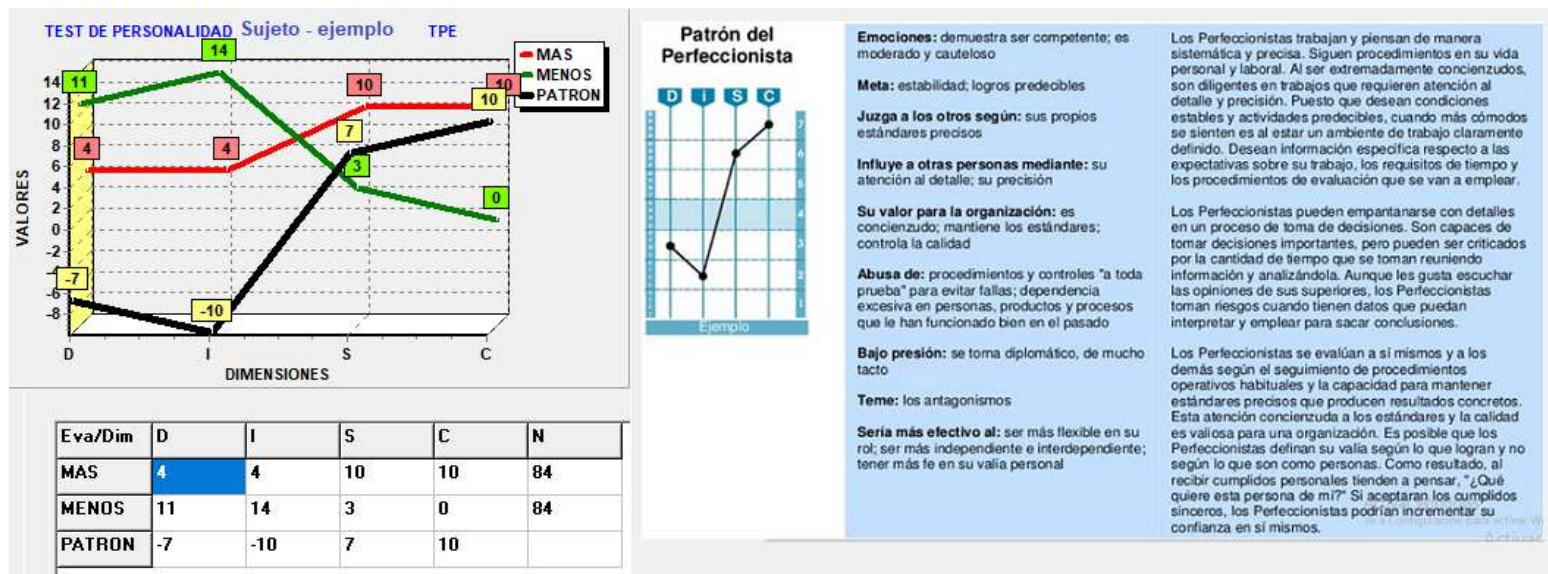 TEST DE PERSONALIDAD Sujeto - ejemplo TPE
MAS
MENOS
PATRON
VALORES
14
12
10
8
6
4
2
0
-2
-4
-6
-8
11
14
4
4
10
10
10
7
3
0
-7
-10
D I S C
DIMENSIONES
Eva/Dim D I S C N
MAS 4 4 10 10 84
MENOS 11 14 3 0 84
PATRON -7 -10 7 10
Patrón del
Perfeccionista
D i S C
7
6
5
4
3
2
1
Ejemplo
Emociones: demuestra ser competente; es
moderado y cauteloso
Meta: estabilidad; logros predecibles
Juzga a los otros según: sus propios
estándares precisos
Influye a otras personas mediante: su
atención al detalle; su precisión
Su valor para la organización: es
concienzudo; mantiene los estándares;
controla la calidad
Abusa de: procedimientos y controles "a toda
prueba" para evitar fallas; dependencia
excesiva en personas, productos y procesos
que le han funcionado bien en el pasado
Bajo presión: se torna diplomático, de mucho
tacto
Teme: los antagonismos
Sería más efectivo al: ser más flexible en su
rol; ser más independiente e interdependiente;
tener más fe en su valía personal
Los Perfeccionistas trabajan y piensan de manera
sistemática y precisa. Siguen procedimientos en su vida
personal y laboral. Al ser extremadamente concienzudos,
son diligentes en trabajos que requieren atención al
detalle y precisión. Puesto que desean condiciones
estables y actividades predecibles, cuando más cómodos
se sienten es al estar un ambiente de trabajo claramente
definido. Desean información específica respecto a las
expectativas sobre su trabajo, los requisitos de tiempo y
los procedimientos de evaluación que se van a emplear.
Los Perfeccionistas pueden empantanarse con detalles
en un proceso de toma de decisiones. Son capaces de
tomar decisiones importantes, pero pueden ser criticados
por la cantidad de tiempo que se toman reuniendo
información y analizándola. Aunque les gusta escuchar
las opiniones de sus superiores, los Perfeccionistas
toman riesgos cuando tienen datos que puedan
interpretar y emplear para sacar conclusiones.
Los Perfeccionistas se evalúan a sí mismos y a los
demás según el seguimiento de procedimientos
operativos habituales y la capacidad para mantener
estándares precisos que producen resultados concretos.
Esta atención concienzuda a los estándares y la calidad
es valiosa para una organización. Es posible que los
Perfeccionistas definan su valía según lo que logran y no
según lo que son como personas. Como resultado, al
recibir cumplidos personales tienden a pensar, "¿Qué
quiere esta persona de mí?" Si aceptaran los cumplidos
sinceros, los Perfeccionistas podrían incrementar su
confianza en sí mismos.